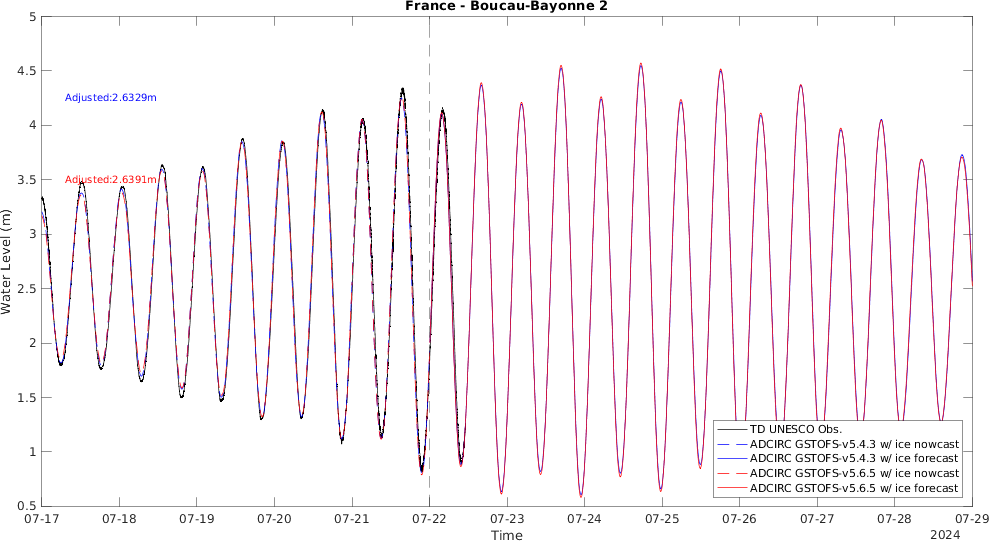 France - Boucau-Bayonne 2
5
4.5
4
3.5
3
2.5
2
1.5
1
0.5
Water Level (m)
Adjusted:2.6329m
Adjusted:2.6391m
TD UNESCO Obs.
ADCIRC GSTOFS-v5.4.3 w/ ice nowcast
ADCIRC GSTOFS-v5.4.3 w/ ice forecast
ADCIRC GSTOFS-v5.6.5 w/ ice nowcast
ADCIRC GSTOFS-v5.6.5 w/ ice forecast
07-17 07-18 07-19 07-20 07-21 07-22 07-23 07-24 07-25 07-26 07-27 07-28 07-29
Time
2024